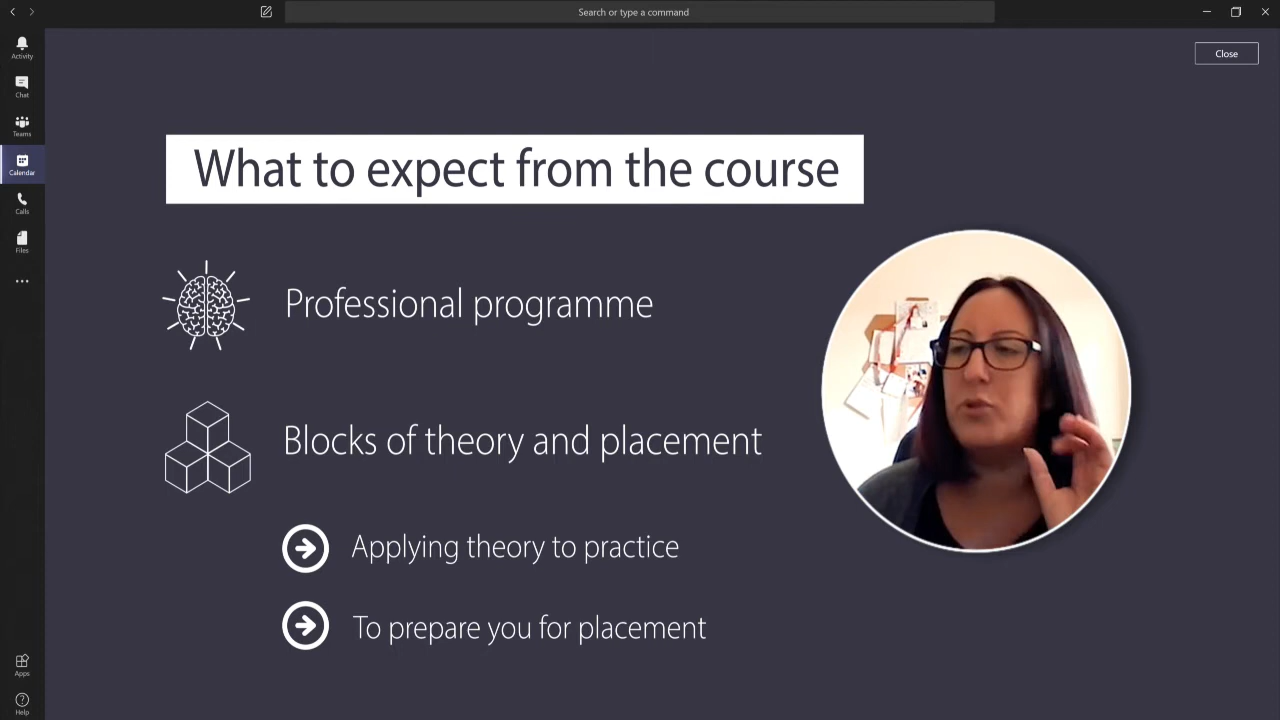 Search or type a command
Close
Activity
Chat
Teams
Calendar
Calls
Files
Apps
Help
What to expect from the course
Professional programme
Blocks of theory and placement
Applying theory to practice
To prepare you for placement